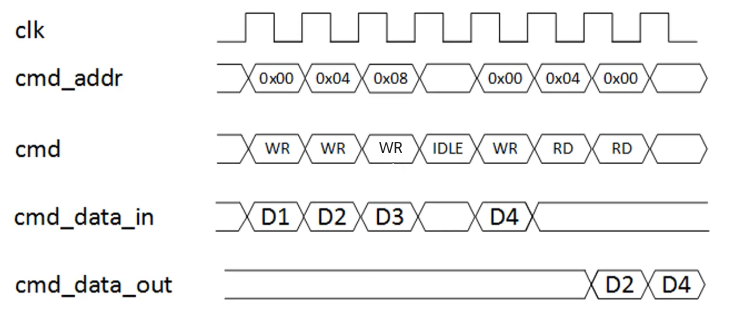 clk
cmd_addr 0x00 0x04 0x08 0x00 0x04 0x00
cmd WR WR WR IDLE WR RD RD
cmd_data_in D1 D2 D3 D4
cmd_data_out D2 D4